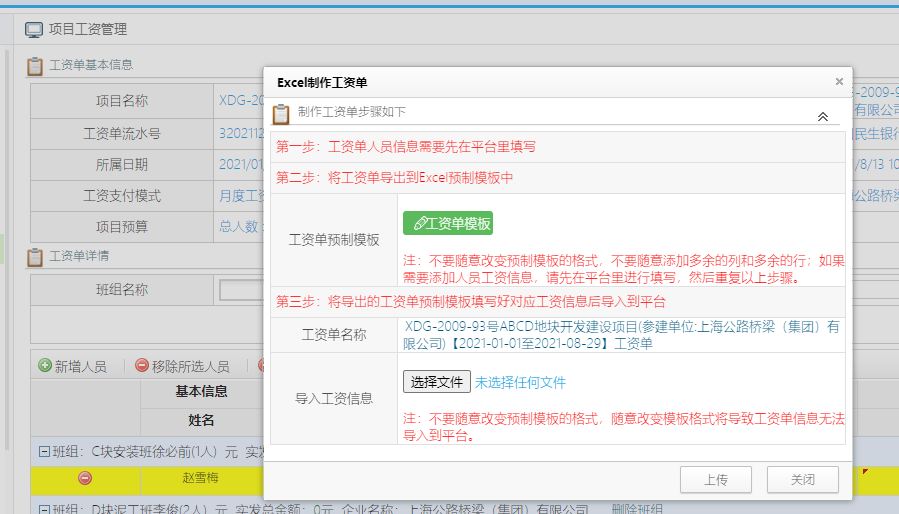 项目工资管理
工资单基本信息
项目名称 XDG-20
-2009-9
有限公司
工资单流水号 3202112
民生银行
所属日期 2021/01
1/8/13 10
工资支付模式 月度工资
公路桥梁
项目预算 总人数：
工资单详情
班组名称
新增人员 移除所选人员
基本信息
姓名
班组：C块安装班徐必前(1人) 元 实发
赵雪梅
班组：D块泥工班李俊(2人) 元 实发总金额：0元 企业名称：上海公路桥梁（集团）有限公司 删除班组
Excel制作工资单 ×
制作工资单步骤如下
第一步：工资单人员信息需要先在平台里填写
第二步：将工资单导出到Excel预制模板中
工资单预制模板
工资单模板
注：不要随意改变预制模板的格式，不要随意添加多余的列和多余的行；如果
需要添加人员工资信息，请先在平台里进行填写，然后重复以上步骤。
第三步：将导出的工资单预制模板填写好对应工资信息后导入到平台
工资单名称
XDG-2009-93号ABCD地块开发建设项目(参建单位:上海公路桥梁（集团）有
限公司)【2021-01-01至2021-08-29】工资单
导入工资信息
选择文件 未选择任何文件
注：不要随意改变预制模板的格式，随意改变模板格式将导致工资单信息无法
导入到平台。
上传 关闭